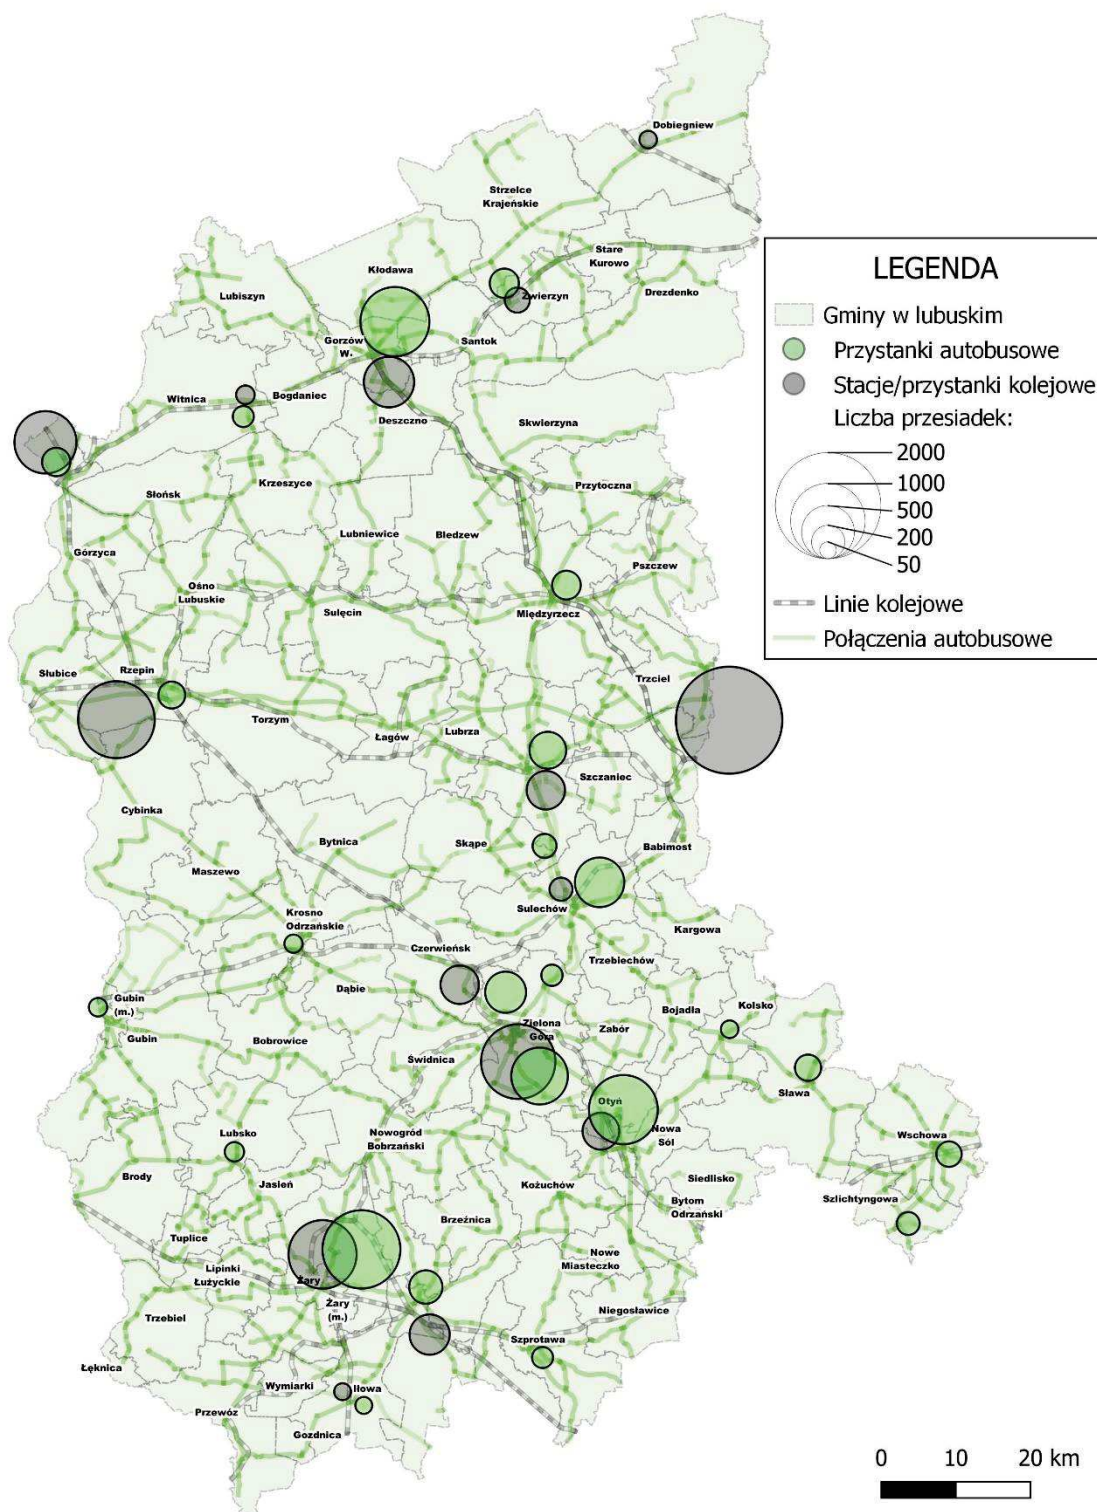 Dobiegniew
Strzelce
Krajeńskie
Stare
Kurowo
Kłodawa
Lubiszyn
Zwierzyn
Drezdenko
Gorzów
W.
Santok
Witnica
Bogdaniec
Deszczno
Skwierzyna
Krzeszyce
Słońsk
Przytoczna
Lubniewice
Bledzew
Górzyca
Pszczew
Ośno
Lubuskie
Sulęcin
Międzyrzecz
Słubice
Rzepin
Trzciel
Torzym
Łagów
Lubrza
Szczaniec
Cybinka
Bytnica
Skąpe
Babimost
Maszewo
Krosno
Odrzańskie
Sulechów
Kargowa
Czerwieńsk
Trzebiechów
Dąbie
Gubin
(m.)
Kolsko
Bojadła
Zielona
Góra
Zabór
Gubin
Bobrowice
Świdnica
Sława
Otyń
Nowa
Sól
Lubsko
Nowogród
Bobrzański
Wschowa
Brody
Jasień
Kożuchów
Siedlisko
Bytom
Odrzański
Szlichtyngowa
Tuplice
Brzeźnica
Nowe
Miasteczko
Lipinki
Łużyckie
Żary
Żary
(m.)
Niegosławice
Trzebiel
Szprotawa
Łęknica
Wymiarki
Iłowa
Przewóz
Gozdnica
LEGENDA
Gminy w lubuskim
Przystanki autobusowe
Stacje/przystanki kolejowe
Liczba przesiadek:
2000
1000
500
200
50
Linie kolejowe
Połączenia autobusowe
0 10 20 km